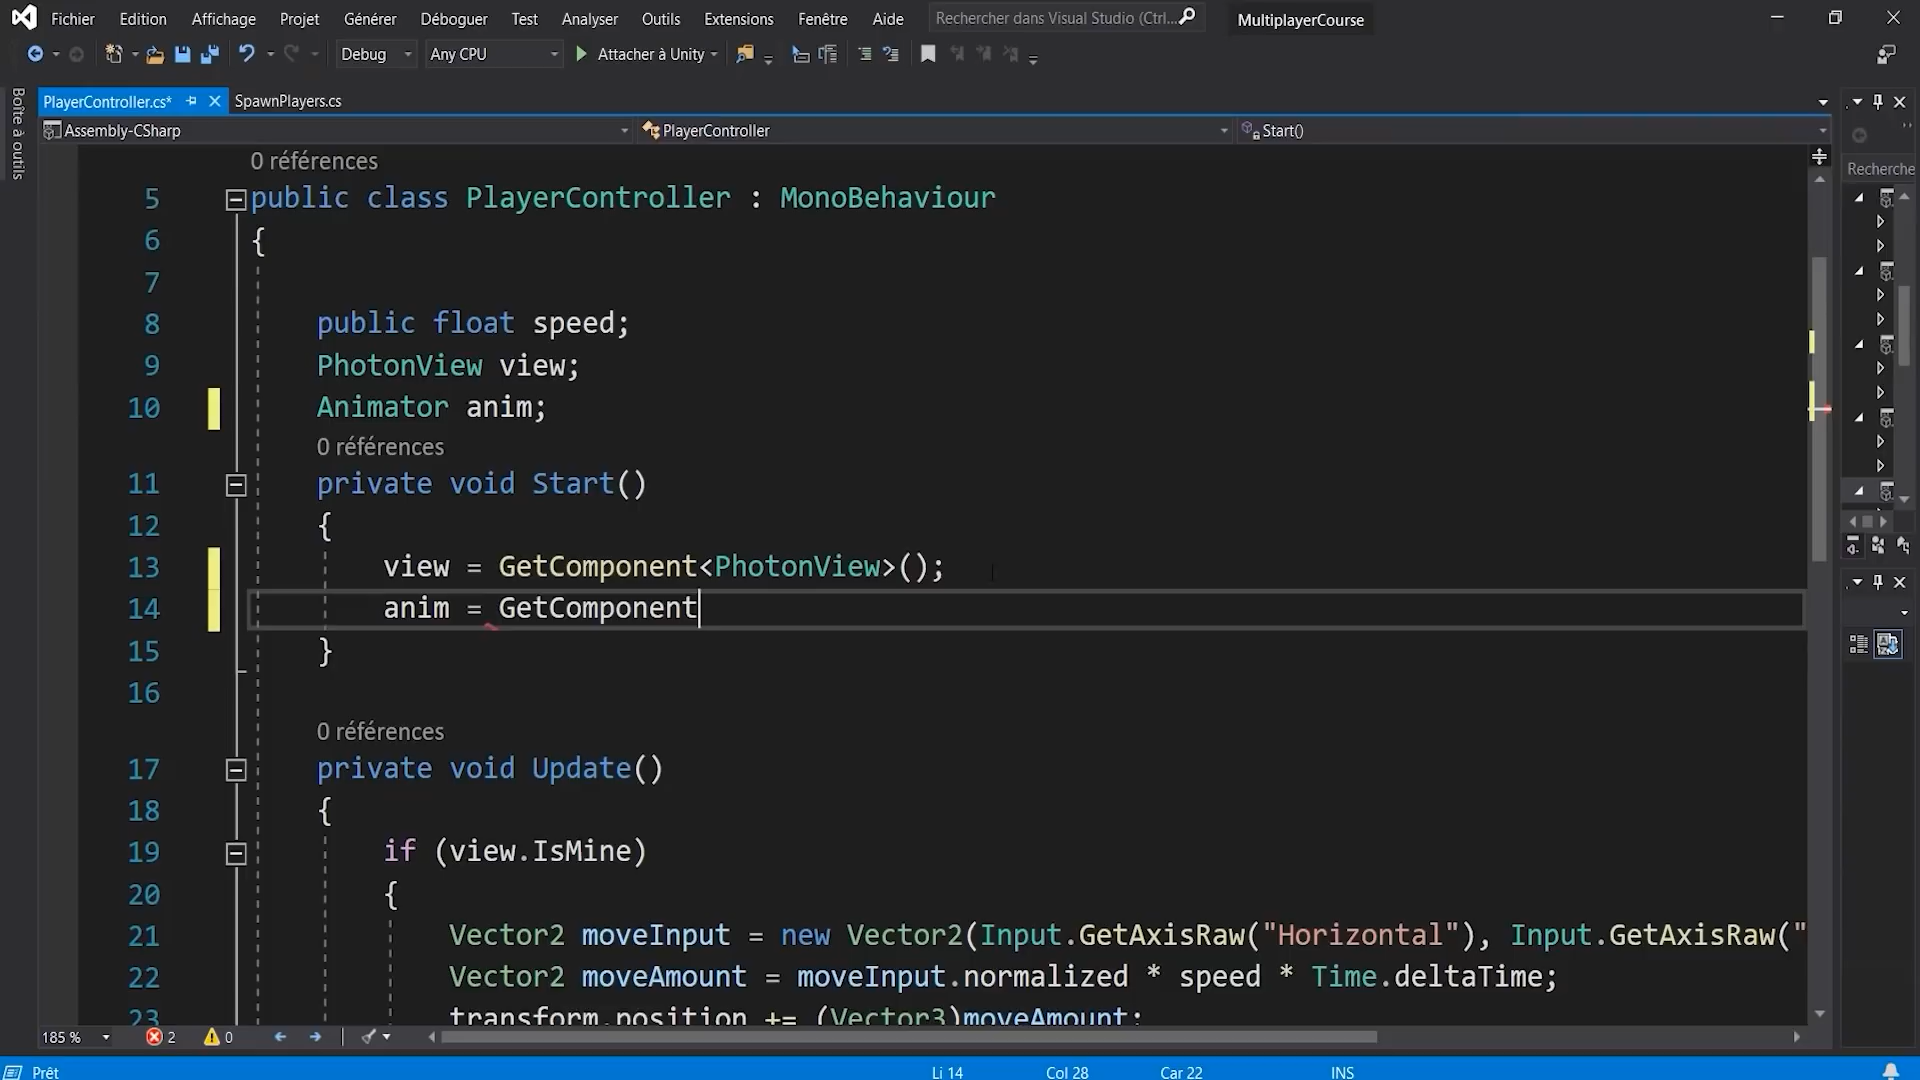 Fichier Edition Affichage Projet Générer Déboguer Test Analyser Outils Extensions Fenêtre Aide Rechercher dans Visual Studio (Ctrl... MultiplayerCourse
Debug Any CPU Attacher à Unity
Boîte à outils
PlayerController.cs* SpawnPlayers.cs
Assembly-CSharp PlayerController Start()
Recherche
0 références
5 public class PlayerController : MonoBehaviour
6 {
7
8 public float speed;
9 PhotonView view;
10 Animator anim;
0 références
11 private void Start()
12 {
13 view = GetComponent<PhotonView>();
14 anim = GetComponent
15 }
16
0 références
17 private void Update()
18 {
19 if (view.IsMine)
20 {
21 Vector2 moveInput = new Vector2(Input.GetAxisRaw("Horizontal"), Input.GetAxisRaw("
22 Vector2 moveAmount = moveInput.normalized * speed * Time.deltaTime;
23 transform.position += (Vector3)moveAmount;
185 % 2 0
Prêt Li 14 Col 28 Car 22 INS